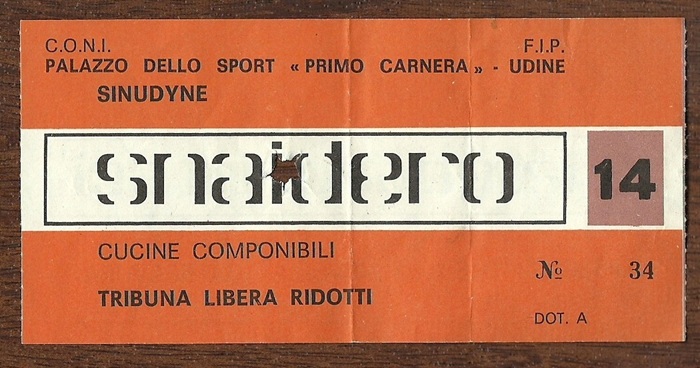 C.O.N.I. F.I.P.
PALAZZO DELLO SPORT « PRIMO CARNERA » - UDINE
SINUDYNE
snaidero 14
CUCINE COMPONIBILI
№ 34
TRIBUNA LIBERA RIDOTTI
DOT. A